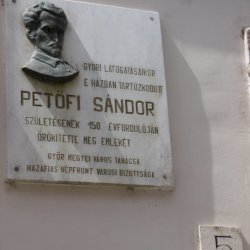 GYŐRI LÁTOGATÁSAIKOR
E HÁZBAN TARTÓZKODOTT
PETŐFI SÁNDOR
SZÜLETÉSÉNEK 150. ÉVFORDULÓJÁN
ÖRÖKÍTETTE MEG EMLÉKÉT
GYŐR MEGYEI VÁROS TANÁCSA
HAZAFIAS NÉPFRONT VÁROSI BIZOTTSÁGA
5